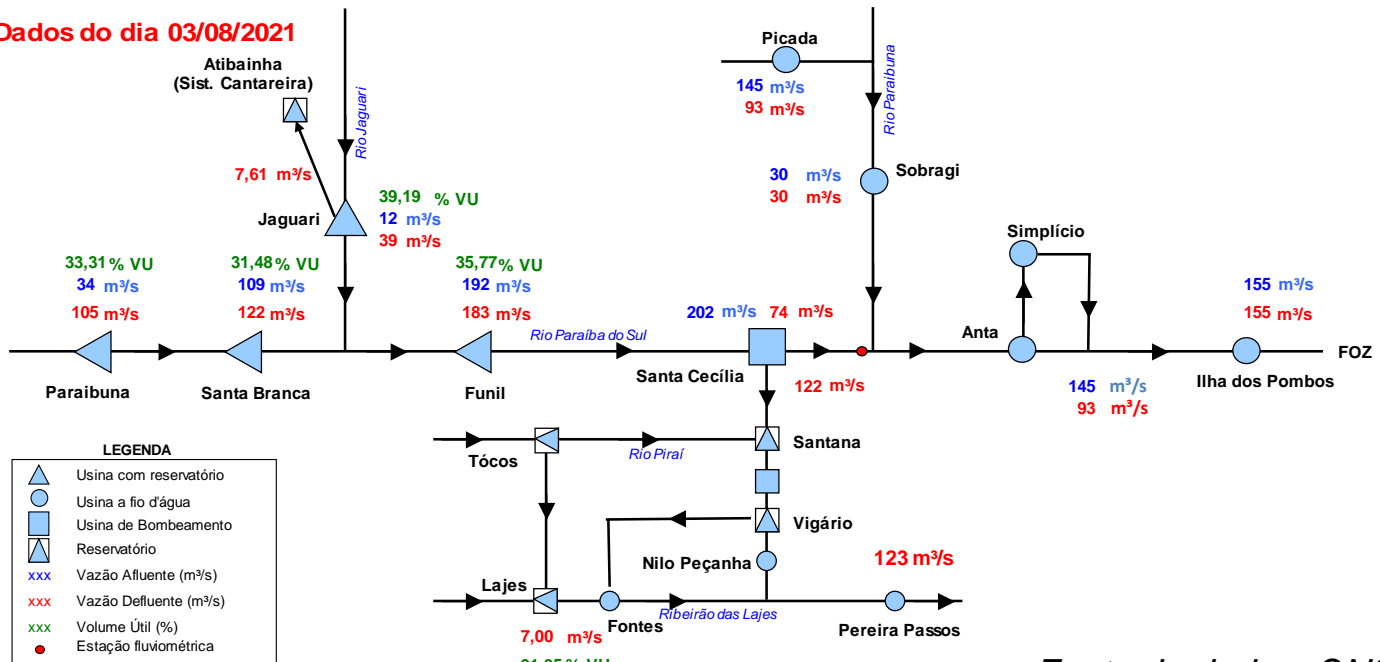 Dados do dia 03/08/2021
Atibainha
(Sist. Cantareira)
Rio Jaguari
7,61 m³/s
Jaguari
39,19 % VU
12 m³/s
39 m³/s
Picada
145 m³/s
93 m³/s
Rio Paraibuna
30 m³/s
30 m³/s
Sobragi
Simplício
33,31 % VU
34 m³/s
105 m³/s
31,48 % VU
109 m³/s
122 m³/s
35,77 % VU
192 m³/s
183 m³/s
Rio Paraíba do Sul
202 m³/s 74 m³/s
Anta
155 m³/s
155 m³/s
FOZ
Paraibuna
Santa Branca
Funil
Santa Cecília
122 m³/s
145 m³/s
93 m³/s
Ilha dos Pombos
Tócos
Rio Piraí
Santana
Vigário
Nilo Peçanha
123 m³/s
Lajes
Fontes
Ribeirão das Lajes
Pereira Passos
7,00 m³/s
LEGENDA
Usina com reservatório
Usina a fio d'água
Usina de Bombeamento
Reservatório
xxx Vazão Afluente (m³/s)
xxx Vazão Defluente (m³/s)
xxx Volume Útil (%)
Estação fluviométrica